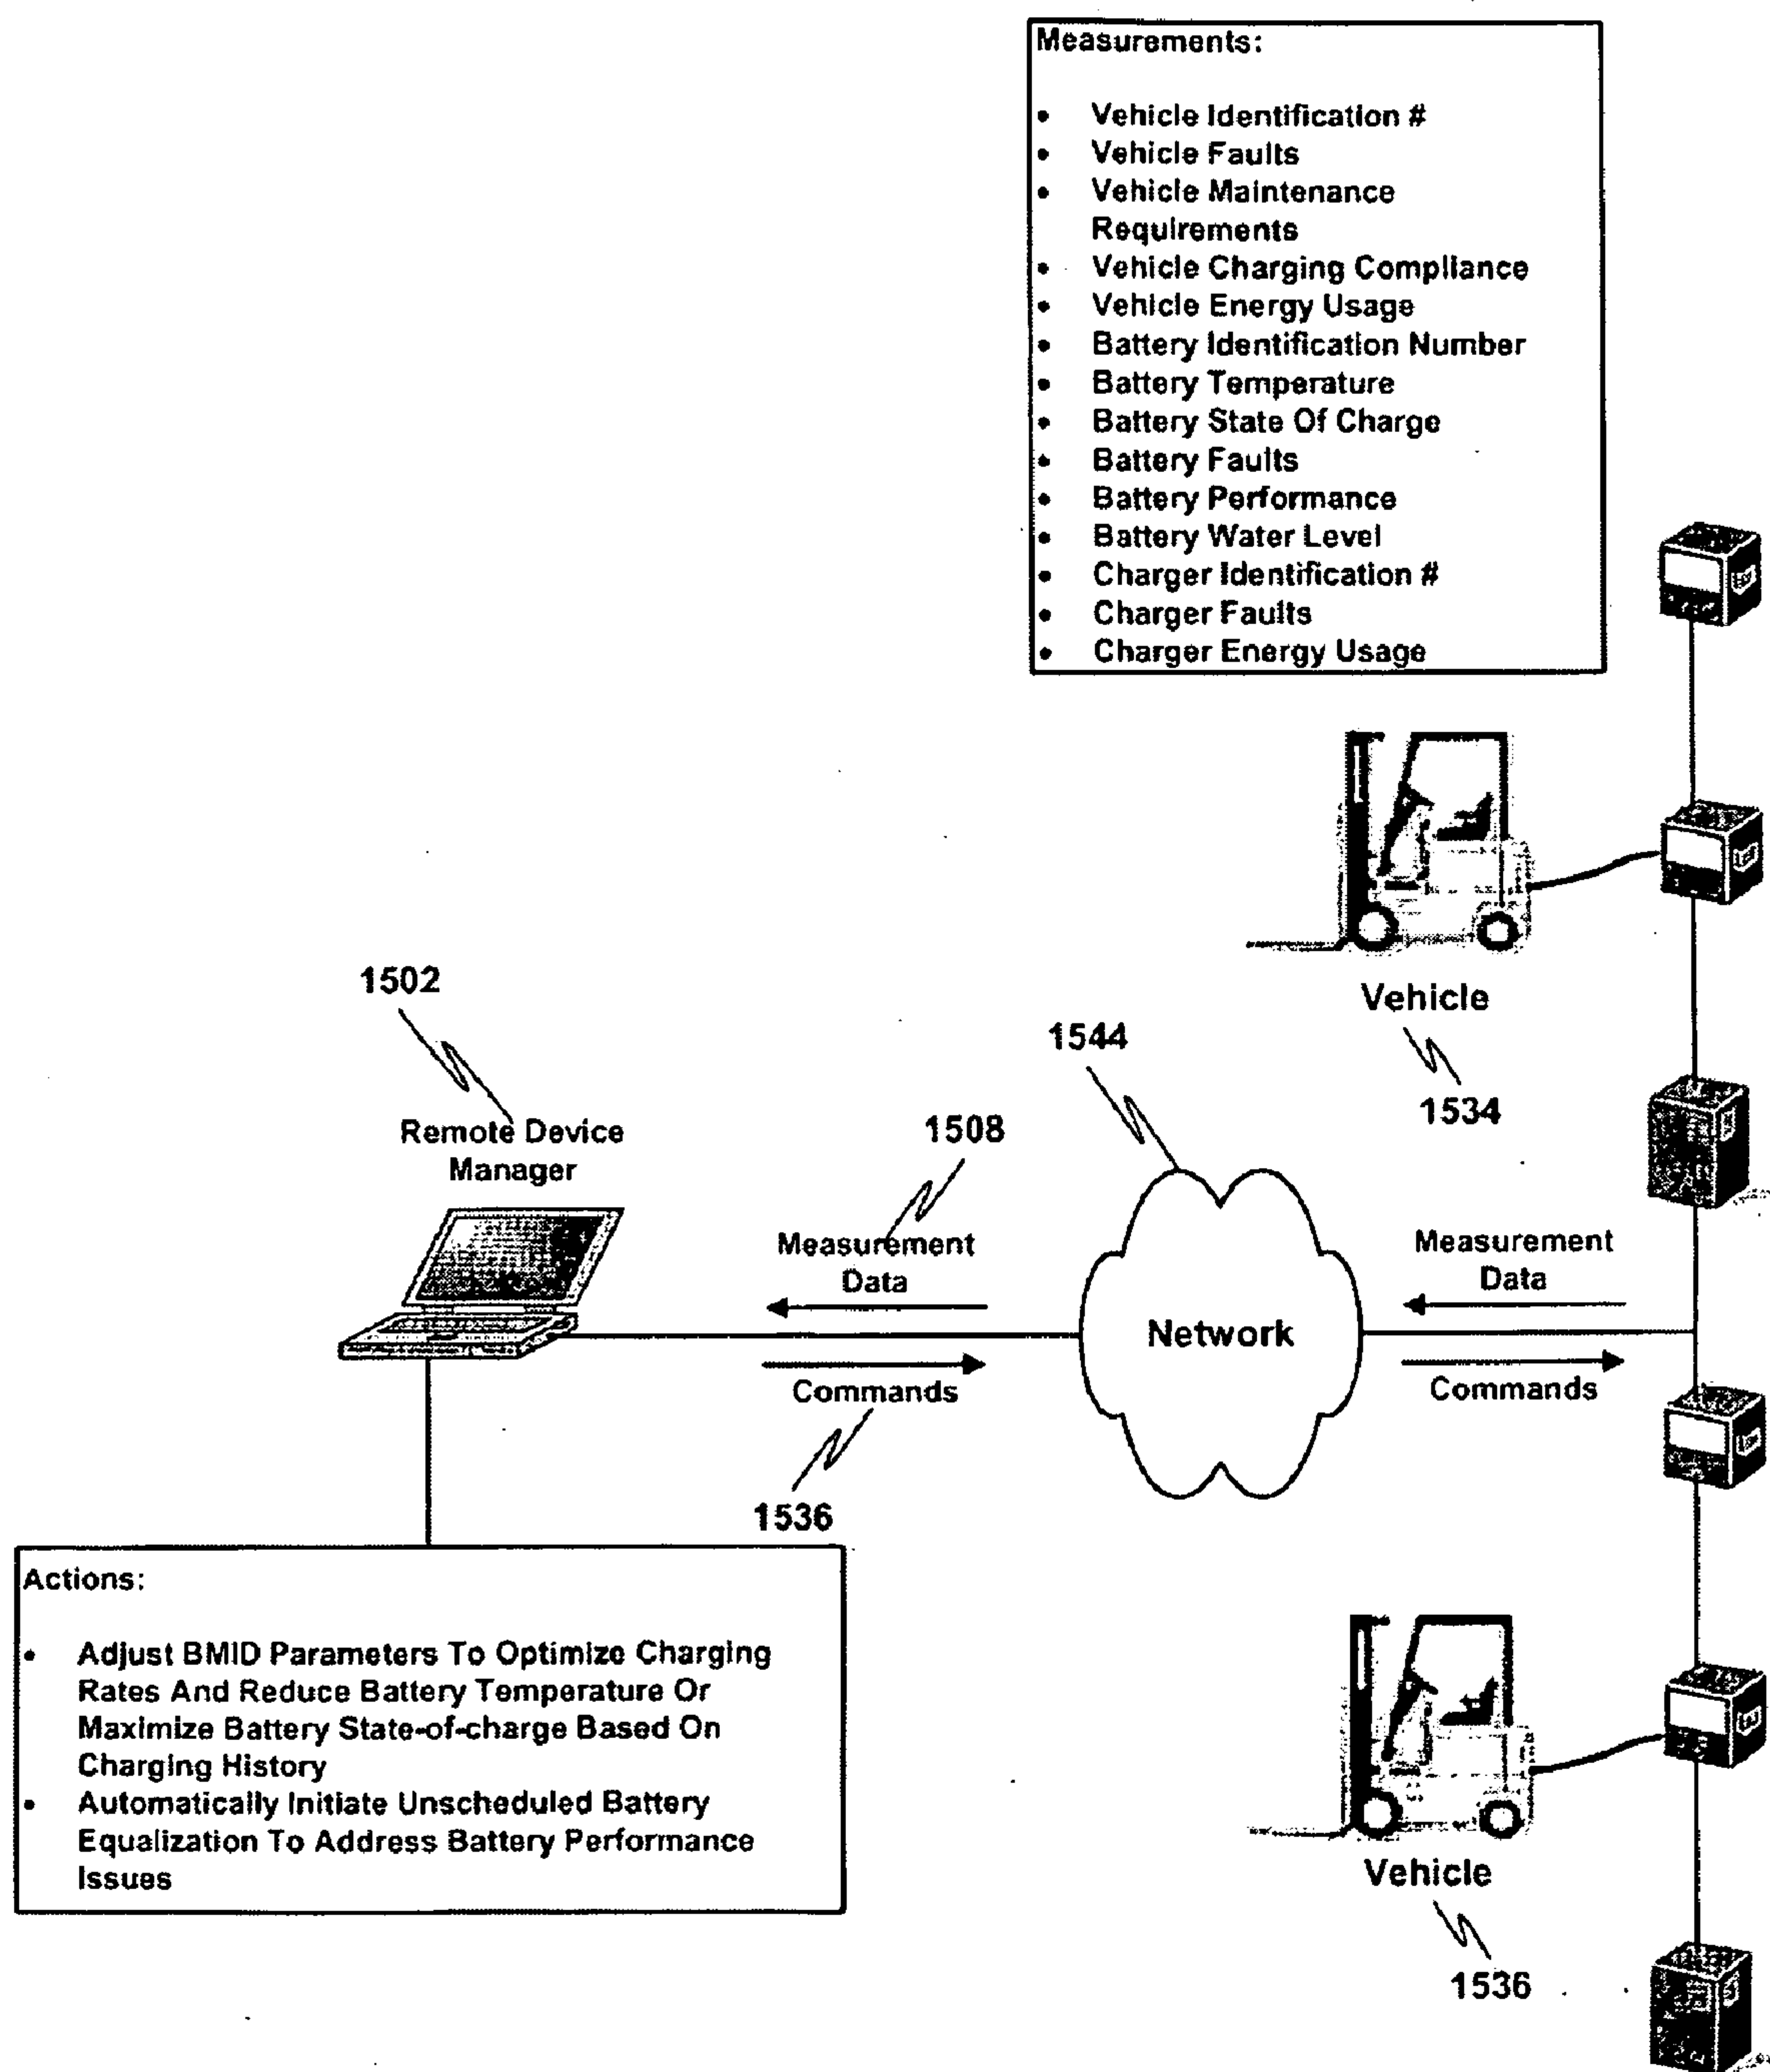 Measurements:
• Vehicle Identification #
• Vehicle Faults
• Vehicle Maintenance
Requirements
• Vehicle Charging Compliance
• Vehicle Energy Usage
• Battery Identification Number
• Battery Temperature
• Battery State Of Charge
• Battery Faults
• Battery Performance
• Battery Water Level
• Charger Identification #
• Charger Faults
• Charger Energy Usage
Vehicle
1534
1502
Remote Device
Manager
1508
1544
Measurement
Data
Commands
1536
Network
Measurement
Data
Commands
Actions:
• Adjust BMID Parameters To Optimize Charging
Rates And Reduce Battery Temperature Or
Maximize Battery State-of-charge Based On
Charging History
• Automatically Initiate Unscheduled Battery
Equalization To Address Battery Performance
Issues
Vehicle
1536